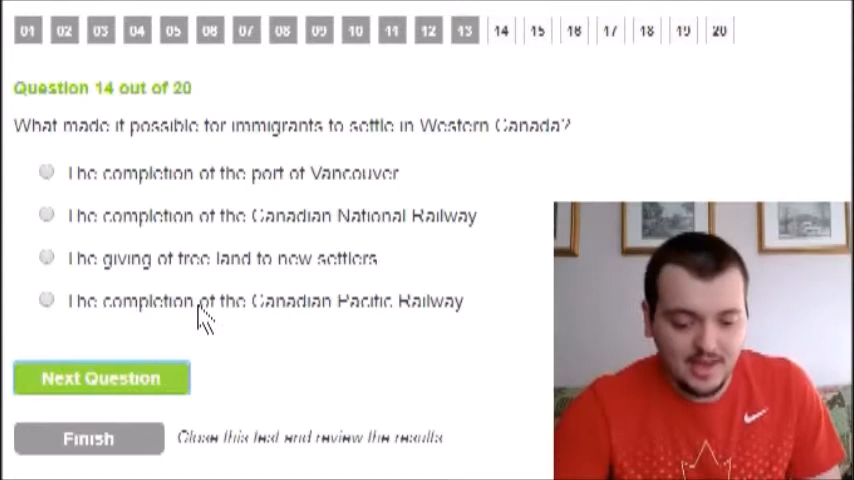 01 02 03 04 05 06 07 08 09 10 11 12 13 14 15 16 17 18 19 20
Question 14 out of 20
What made it possible for immigrants to settle in Western Canada?
The completion of the port of Vancouver
The completion of the Canadian National Railway
The giving of free land to new settlers
The completion of the Canadian Pacific Railway
Next Question
Finish Close this test and review the results